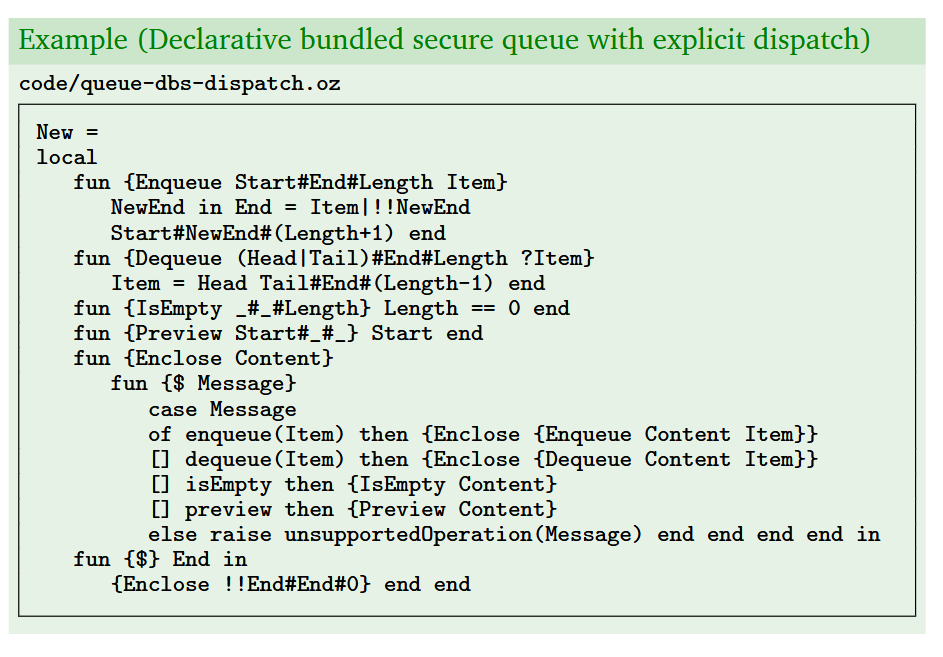 Example (Declarative bundled secure queue with explicit dispatch)
code/queue-dbs-dispatch.oz
New =
local
   fun {Enqueue Start#End#Length Item}
      NewEnd in End = Item|!!NewEnd
      Start#NewEnd#(Length+1) end
   fun {Dequeue (Head|Tail)#End#Length ?Item}
      Item = Head Tail#End#(Length-1) end
   fun {IsEmpty _#_#Length} Length == 0 end
   fun {Preview Start#_#_} Start end
   fun {Enclose Content}
      fun {$ Message}
         case Message
         of enqueue(Item) then {Enclose {Enqueue Content Item}}
         [] dequeue(Item) then {Enclose {Dequeue Content Item}}
         [] isEmpty then {IsEmpty Content}
         [] preview then {Preview Content}
         else raise unsupportedOperation(Message) end end end end in
   fun {$} End in
      {Enclose !!End#End#0} end end